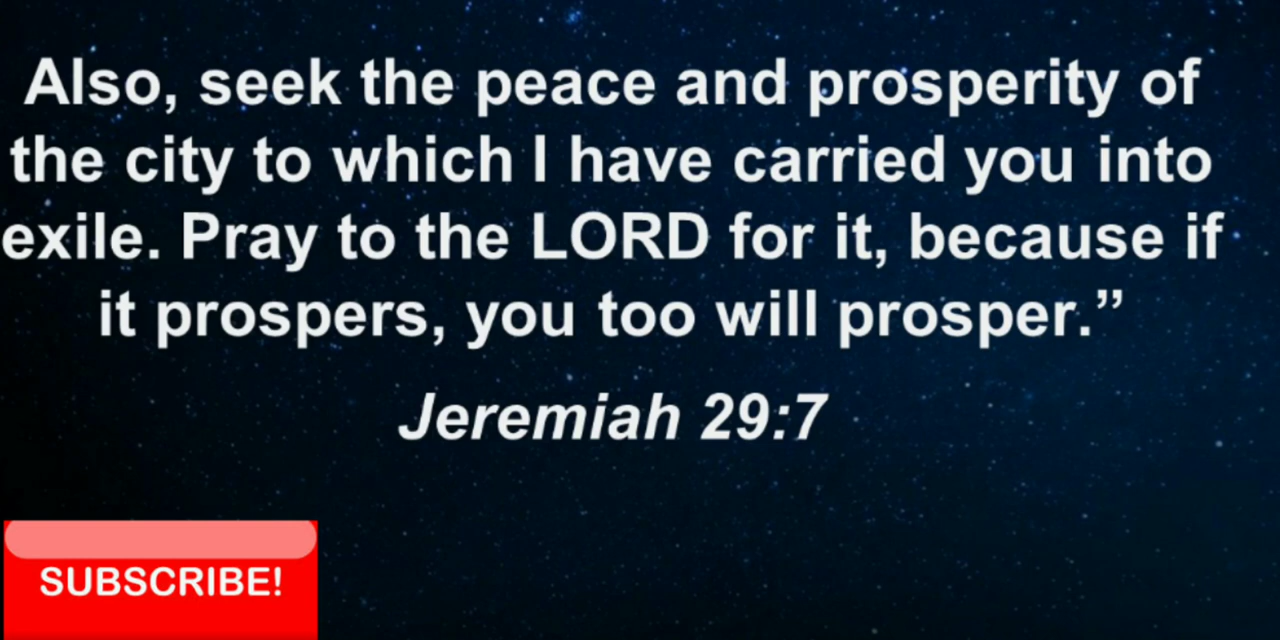 Also, seek the peace and prosperity of
the city to which I have carried you into
exile. Pray to the LORD for it, because if
it prospers, you too will prosper.”
Jeremiah 29:7
SUBSCRIBE!